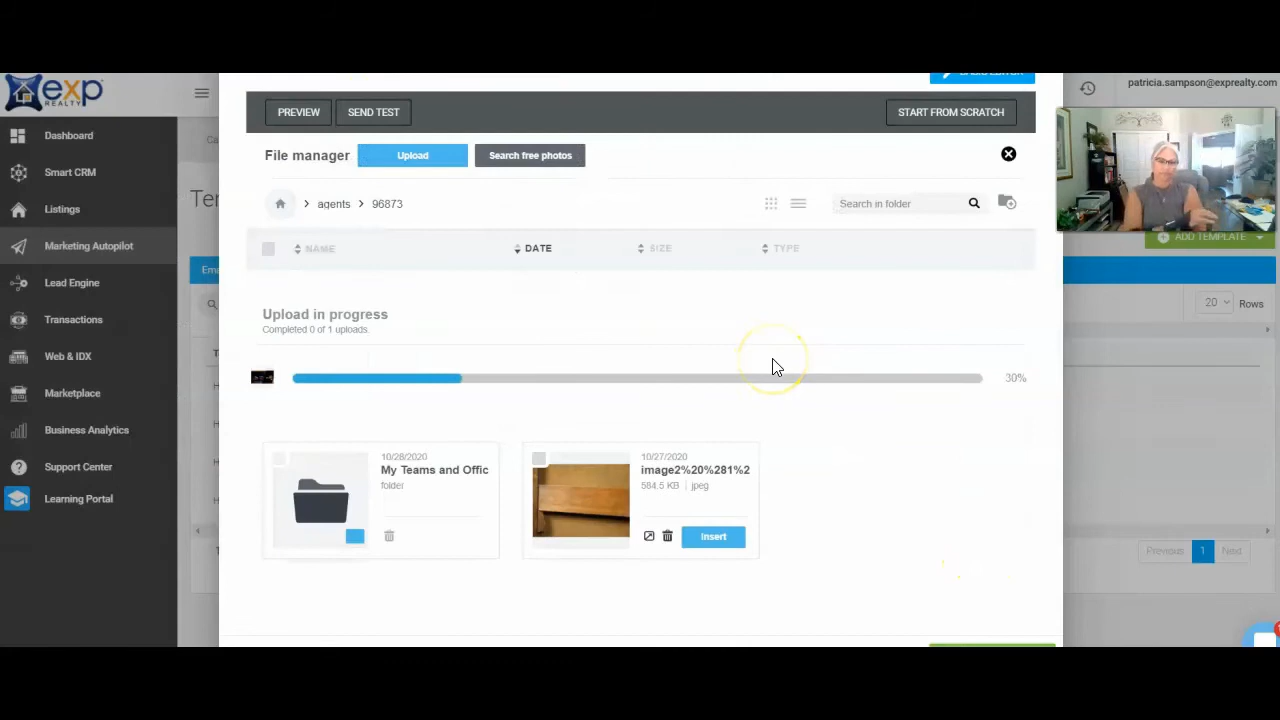 exp
REALTY
patricia.sampson@exprealty.com
Dashboard
Smart CRM
Listings
Marketing Autopilot
Lead Engine
Transactions
Web & IDX
Marketplace
Business Analytics
Support Center
Learning Portal
PREVIEW
SEND TEST
START FROM SCRATCH
File manager
Upload
Search free photos
agents
96873
Search in folder
NAME
DATE
SIZE
TYPE
ADD TEMPLATE
20
Rows
Upload in progress
Completed 0 of 1 uploads.
30%
10/28/2020
My Teams and Offic
folder
10/27/2020
image2%20%281%2
584.5 KB | jpeg
Insert
Previous
1
Next